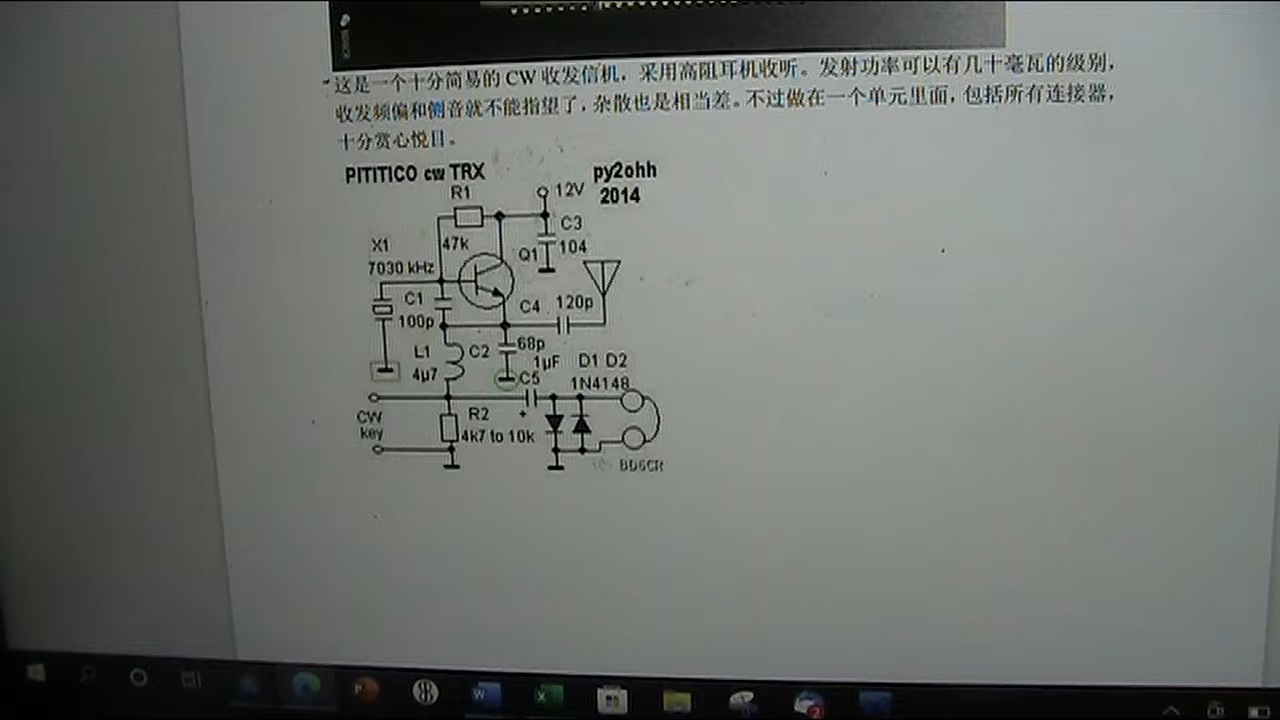 这是一个十分简易的 CW 收发信机，采用高阻耳机收听。发射功率可以有几十毫瓦的级别，
收发频偏和侧音就不能指望了，杂散也是相当差。不过做在一个单元里面，包括所有连接器，
十分赏心悦目。
PITITICO cw TRX
py2ohh
2014
R1
12V
C3
104
47k
Q1
X1
7030 kHz
C1
100p
C4
120p
L1
4µ7
C2
68p
1µF
C5
D1 D2
1N4148
CW
key
R2
4k7 to 10k
+
BD6CR